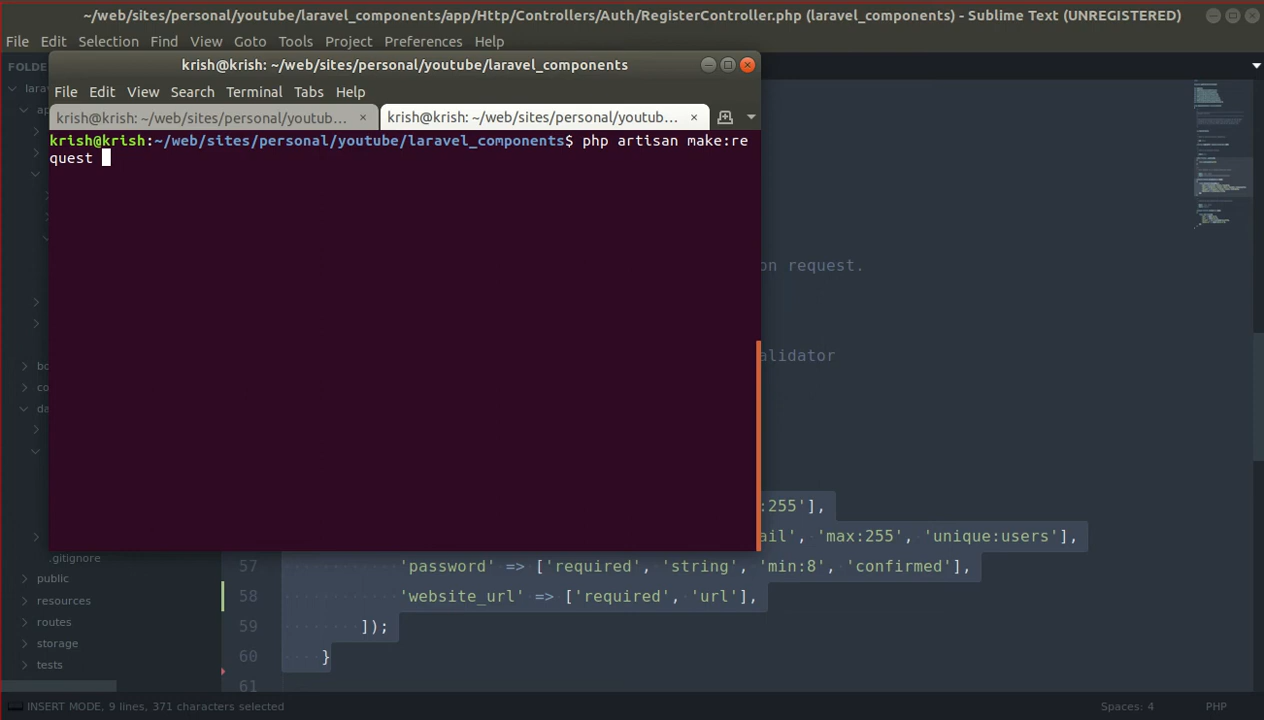 ~/web/sites/personal/youtube/laravel_components/app/Http/Controllers/Auth/RegisterController.php (laravel_components) - Sublime Text (UNREGISTERED)
File Edit Selection Find View Goto Tools Project Preferences Help
FOLDE
krish@krish: ~/web/sites/personal/youtube/laravel_components
File Edit View Search Terminal Tabs Help
krish@krish: ~/web/sites/personal/youtub... × krish@krish: ~/web/sites/personal/youtub... ×
krish@krish:~/web/sites/personal/youtube/laravel_components$ php artisan make:re
quest
lara
ap
bo
co
da
on request.
alidator
:255'],
ail', 'max:255', 'unique:users'],
.gitignore
public
resources
routes
storage
tests
57 'password' => ['required', 'string', 'min:8', 'confirmed'],
58 'website_url' => ['required', 'url'],
59 ]);
60 }
61
INSERT MODE, 9 lines, 371 characters selected
Spaces: 4
PHP